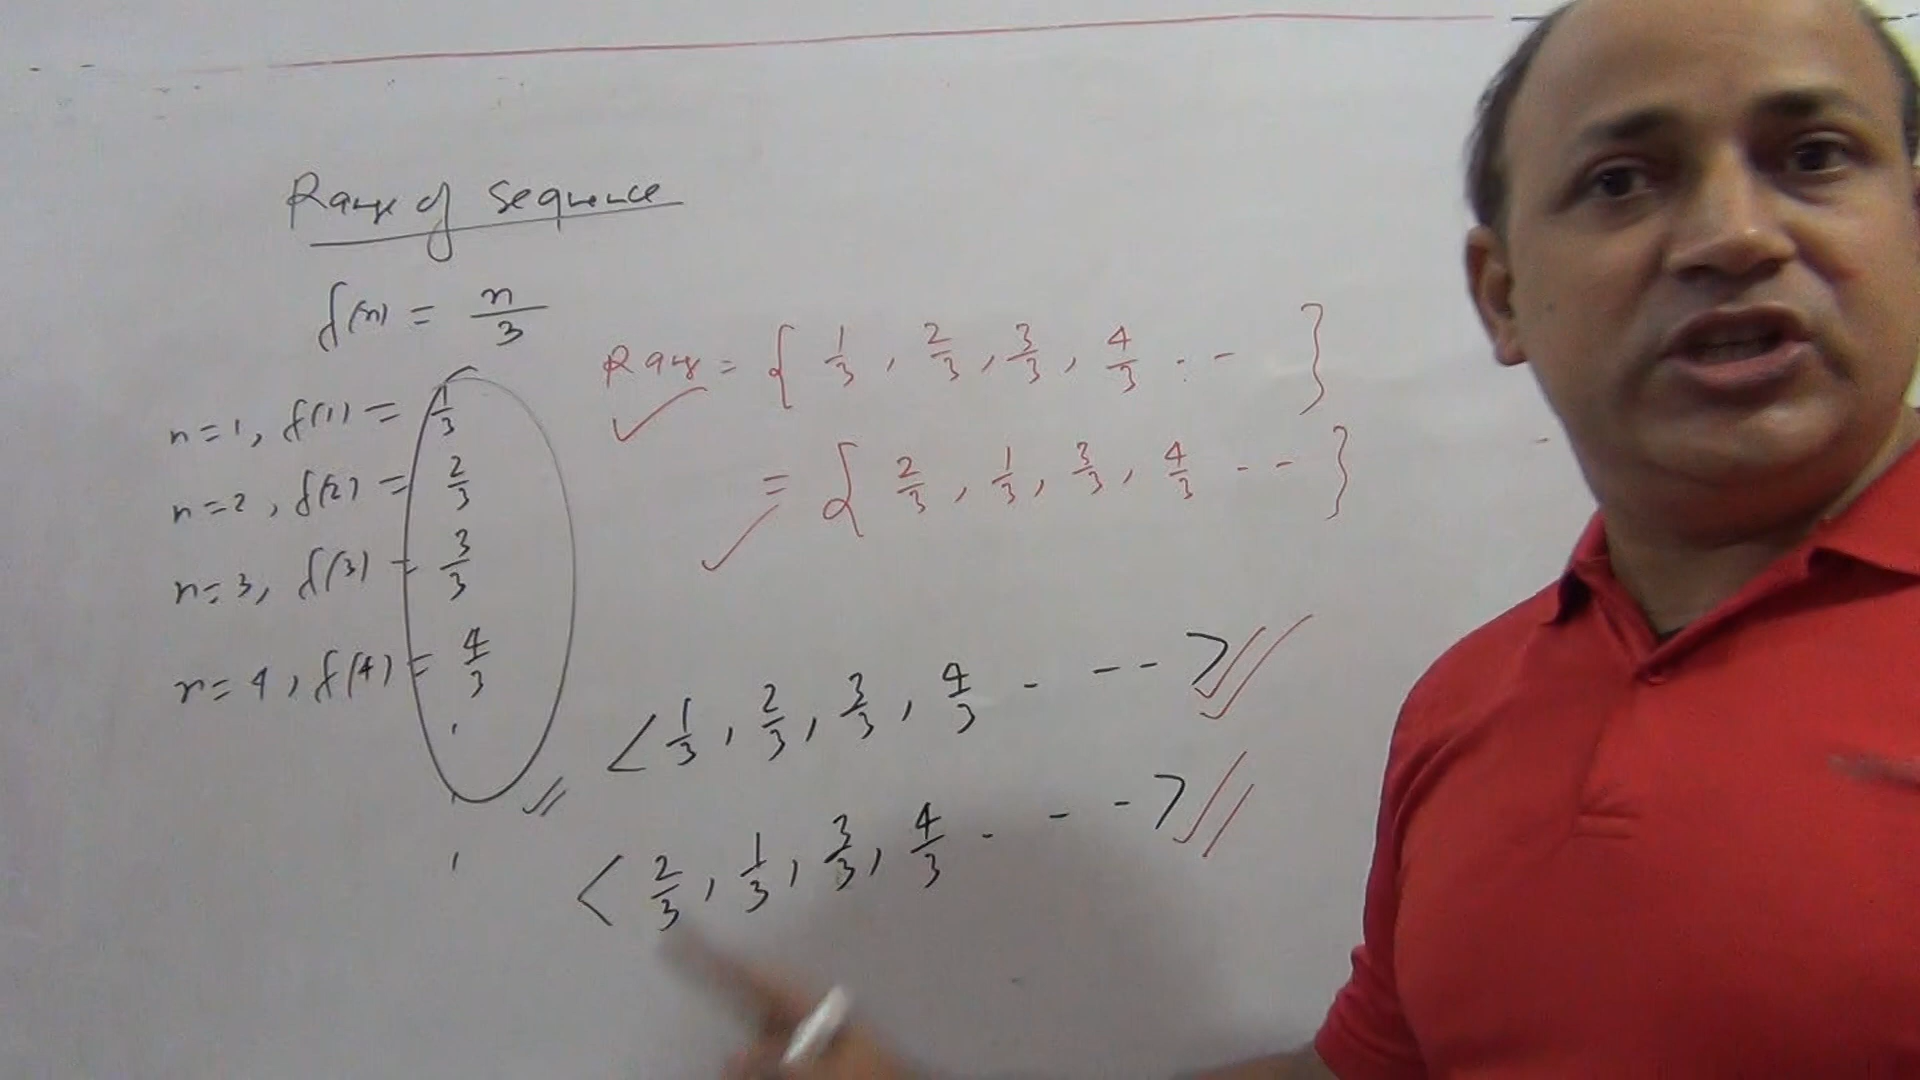 Range of sequence
f(n) = n/3
n=1, f(1) = 1/3
n=2, f(2) = 2/3
n=3, f(3) = 3/3
n=4, f(4) = 4/3
Range = { 1/3, 2/3, 3/3, 4/3 . - }
= { 2/3, 1/3, 3/3, 4/3 - - }
< 1/3, 2/3, 3/3, 4/3 - - - >
< 2/3, 1/3, 3/3, 4/3 - - - >